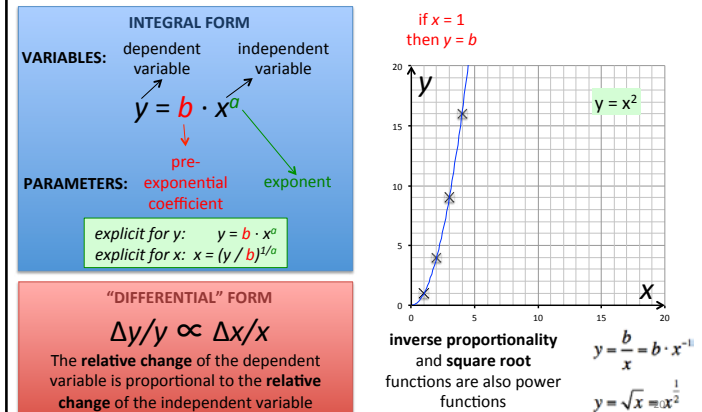 INTEGRAL FORM
VARIABLES:
dependent
variable
independent
variable
y = b · xᵃ
PARAMETERS:
pre-
exponential
coefficient
exponent
explicit for y: y = b · xᵃ
explicit for x: x = (y / b)¹/ᵃ
"DIFFERENTIAL" FORM
Δy/y ∝ Δx/x
The relative change of the dependent
variable is proportional to the relative
change of the independent variable
if x = 1
then y = b
y
y = x²
20
15
10
5
0
x
0 5 10 15 20
inverse proportionality
and square root
functions are also power
functions
y = b/x = b · x⁻¹
y = √x = x^(1/2)